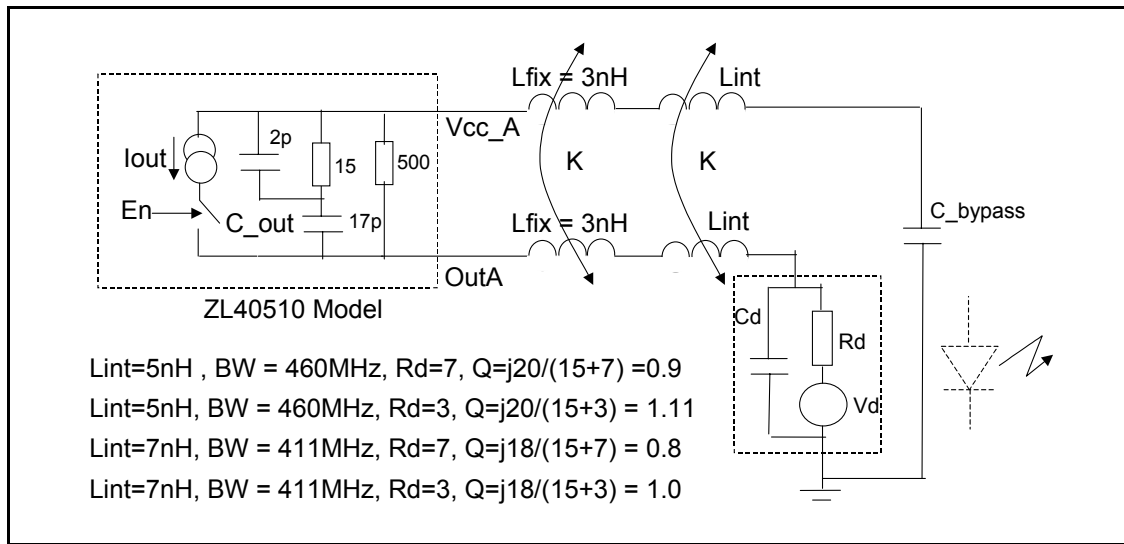 Lfix = 3nH
Lint
Vcc_A
2p
Iout
15
500
K
K
En
C_out
17p
Lfix = 3nH
Lint
C_bypass
OutA
ZL40510 Model
Cd
Rd
Vd
Lint=5nH , BW = 460MHz, Rd=7, Q=j20/(15+7) =0.9
Lint=5nH, BW = 460MHz, Rd=3, Q=j20/(15+3) = 1.11
Lint=7nH, BW = 411MHz, Rd=7, Q=j18/(15+7) = 0.8
Lint=7nH, BW = 411MHz, Rd=3, Q=j18/(15+3) = 1.0